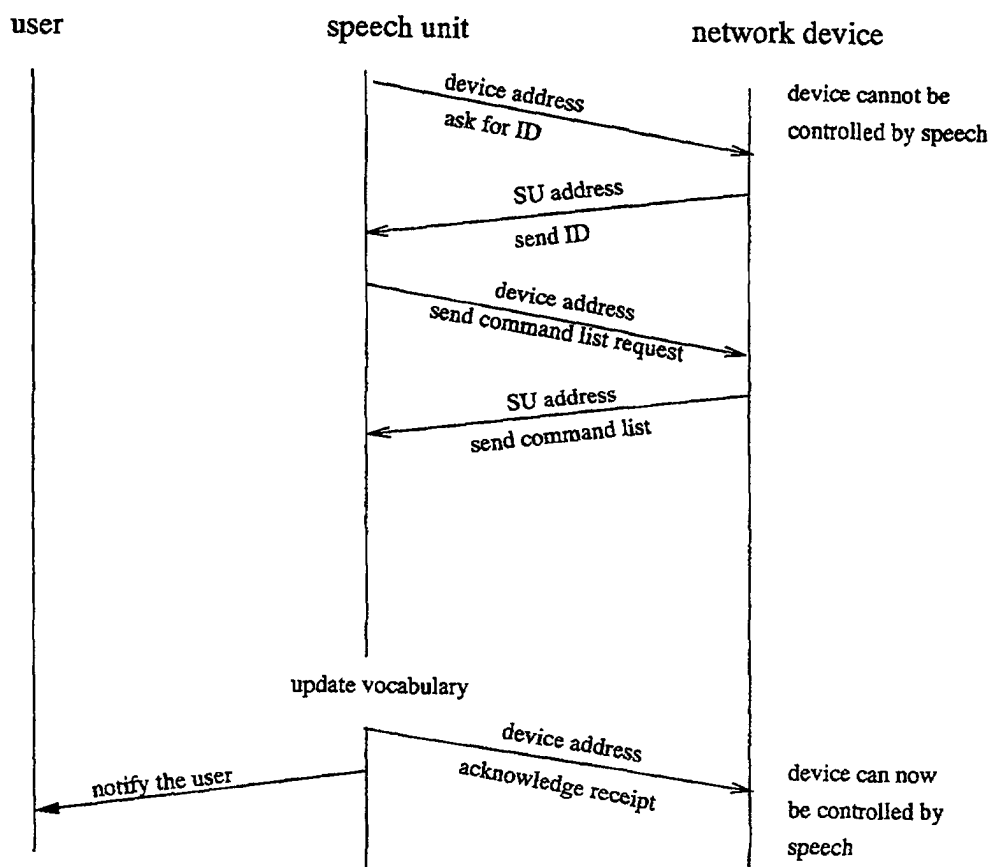 user
speech unit
network device
device address
ask for ID
device cannot be
controlled by speech
SU address
send ID
device address
send command list request
SU address
send command list
update vocabulary
device address
acknowledge receipt
notify the user
device can now
be controlled by
speech